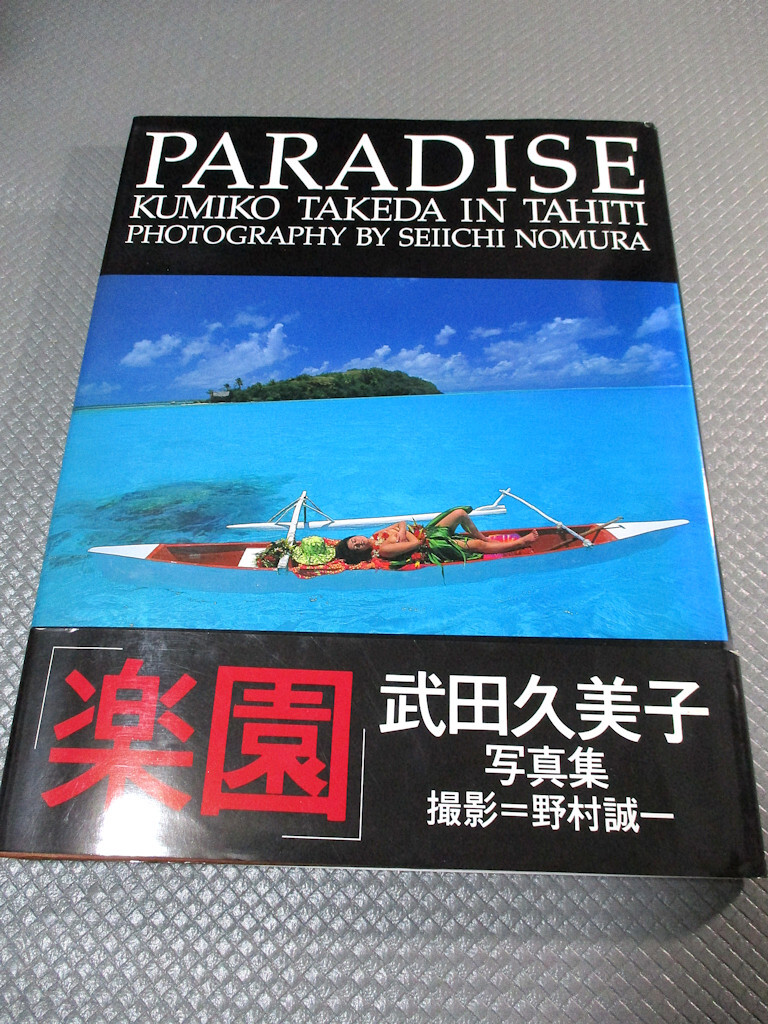 PARADISE
KUMIKO TAKEDA IN TAHITI
PHOTOGRAPHY BY SEIICHI NOMURA
「楽園」
武田久美子
写真集
撮影＝野村誠一